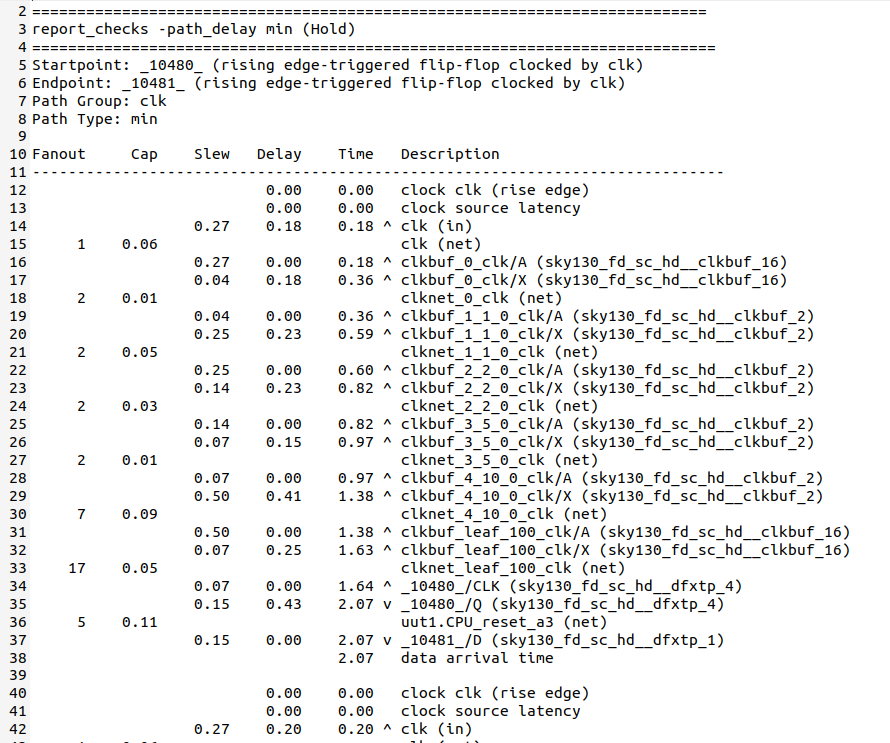 2 ===========================================================================
3 report_checks -path_delay min (Hold)
4 ============================================================================
5 Startpoint: _10480_ (rising edge-triggered flip-flop clocked by clk)
6 Endpoint: _10481_ (rising edge-triggered flip-flop clocked by clk)
7 Path Group: clk
8 Path Type: min
9
10 Fanout     Cap    Slew   Delay    Time   Description
11 -----------------------------------------------------------------------------
12                           0.00    0.00   clock clk (rise edge)
13                           0.00    0.00   clock source latency
14                   0.27    0.18    0.18 ^ clk (in)
15      1    0.06                           clk (net)
16                   0.27    0.00    0.18 ^ clkbuf_0_clk/A (sky130_fd_sc_hd__clkbuf_16)
17                   0.04    0.18    0.36 ^ clkbuf_0_clk/X (sky130_fd_sc_hd__clkbuf_16)
18      2    0.01                           clknet_0_clk (net)
19                   0.04    0.00    0.36 ^ clkbuf_1_1_0_clk/A (sky130_fd_sc_hd__clkbuf_2)
20                   0.25    0.23    0.59 ^ clkbuf_1_1_0_clk/X (sky130_fd_sc_hd__clkbuf_2)
21      2    0.05                           clknet_1_1_0_clk (net)
22                   0.25    0.00    0.60 ^ clkbuf_2_2_0_clk/A (sky130_fd_sc_hd__clkbuf_2)
23                   0.14    0.23    0.82 ^ clkbuf_2_2_0_clk/X (sky130_fd_sc_hd__clkbuf_2)
24      2    0.03                           clknet_2_2_0_clk (net)
25                   0.14    0.00    0.82 ^ clkbuf_3_5_0_clk/A (sky130_fd_sc_hd__clkbuf_2)
26                   0.07    0.15    0.97 ^ clkbuf_3_5_0_clk/X (sky130_fd_sc_hd__clkbuf_2)
27      2    0.01                           clknet_3_5_0_clk (net)
28                   0.07    0.00    0.97 ^ clkbuf_4_10_0_clk/A (sky130_fd_sc_hd__clkbuf_2)
29                   0.50    0.41    1.38 ^ clkbuf_4_10_0_clk/X (sky130_fd_sc_hd__clkbuf_2)
30      7    0.09                           clknet_4_10_0_clk (net)
31                   0.50    0.00    1.38 ^ clkbuf_leaf_100_clk/A (sky130_fd_sc_hd__clkbuf_16)
32                   0.07    0.25    1.63 ^ clkbuf_leaf_100_clk/X (sky130_fd_sc_hd__clkbuf_16)
33     17    0.05                           clknet_leaf_100_clk (net)
34                   0.07    0.00    1.64 ^ _10480_/CLK (sky130_fd_sc_hd__dfxtp_4)
35                   0.15    0.43    2.07 v _10480_/Q (sky130_fd_sc_hd__dfxtp_4)
36      5    0.11                           uut1.CPU_reset_a3 (net)
37                   0.15    0.00    2.07 v _10481_/D (sky130_fd_sc_hd__dfxtp_1)
38                                   2.07   data arrival time
39
40                           0.00    0.00   clock clk (rise edge)
41                           0.00    0.00   clock source latency
42                   0.27    0.20    0.20 ^ clk (in)